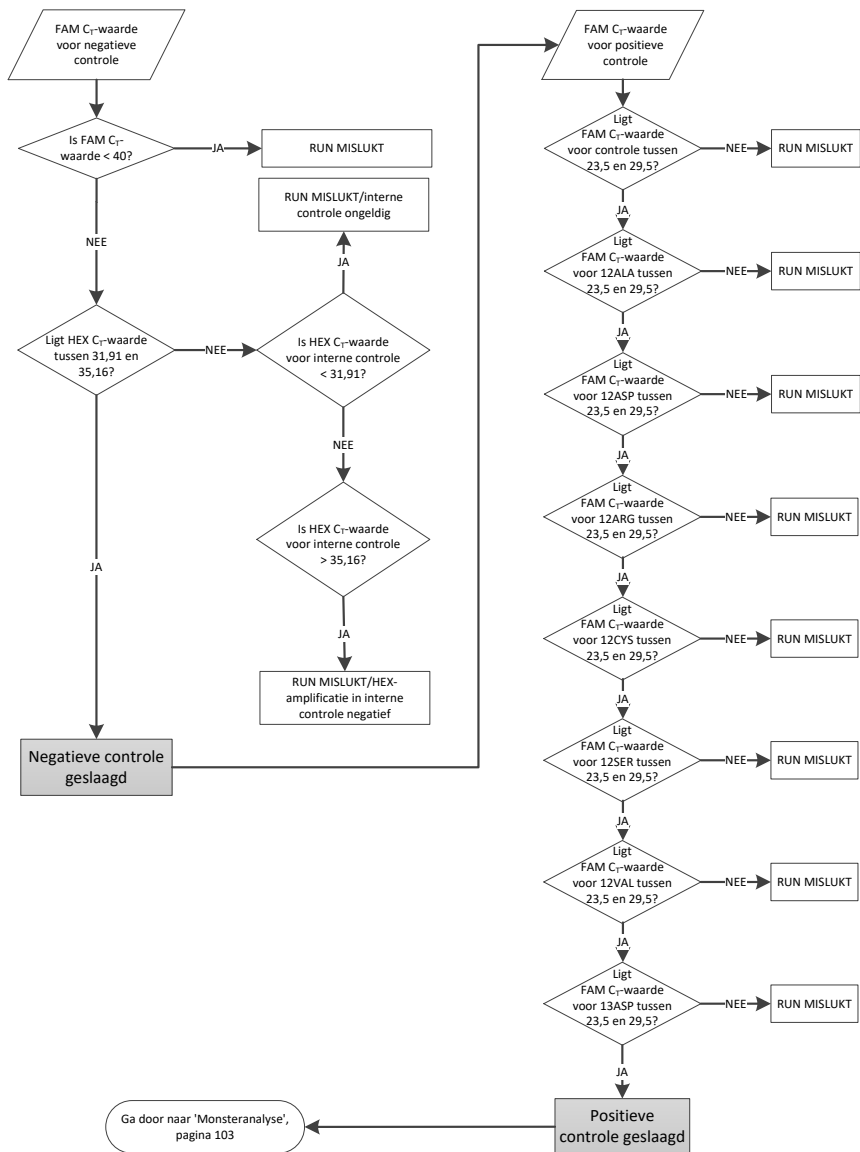 FAM CT-waarde
voor negatieve
controle
Is FAM CT-
waarde < 40?
JA
RUN MISLUKT
NEE
RUN MISLUKT/interne
controle ongeldig
JA
Ligt HEX CT-waarde
tussen 31,91 en
35,16?
NEE
Is HEX CT-waarde
voor interne controle
< 31,91?
NEE
Is HEX CT-waarde
voor interne controle
> 35,16?
JA
JA
RUN MISLUKT/HEX-
amplificatie in interne
controle negatief
Negatieve controle
geslaagd
FAM CT-waarde
voor positieve
controle
Ligt
FAM CT-waarde
voor controle tussen
23,5 en 29,5?
NEE
RUN MISLUKT
JA
Ligt
FAM CT-waarde
voor 12ALA tussen
23,5 en 29,5?
NEE
RUN MISLUKT
JA
Ligt
FAM CT-waarde
voor 12ASP tussen
23,5 en 29,5?
NEE
RUN MISLUKT
JA
Ligt
FAM CT-waarde
voor 12ARG tussen
23,5 en 29,5?
NEE
RUN MISLUKT
JA
Ligt
FAM CT-waarde
voor 12CYS tussen
23,5 en 29,5?
NEE
RUN MISLUKT
JA
Ligt
FAM CT-waarde
voor 12SER tussen
23,5 en 29,5?
NEE
RUN MISLUKT
JA
Ligt
FAM CT-waarde
voor 12VAL tussen
23,5 en 29,5?
NEE
RUN MISLUKT
JA
Ligt
FAM CT-waarde
voor 13ASP tussen
23,5 en 29,5?
NEE
RUN MISLUKT
JA
Positieve
controle geslaagd
Ga door naar 'Monsteranalyse',
pagina 103